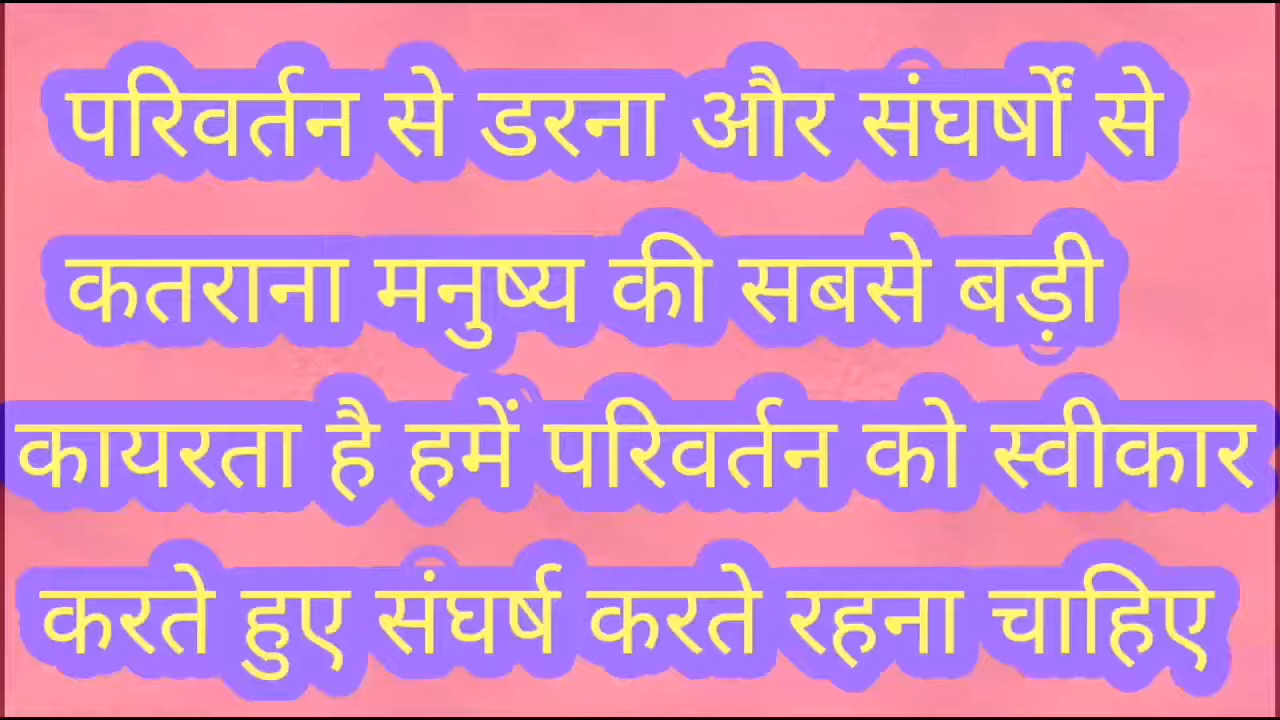 परिवर्तन से डरना और संघर्षों से
कतराना मनुष्य की सबसे बड़ी
कायरता है हमें परिवर्तन को स्वीकार
करते हुए संघर्ष करते रहना चाहिए